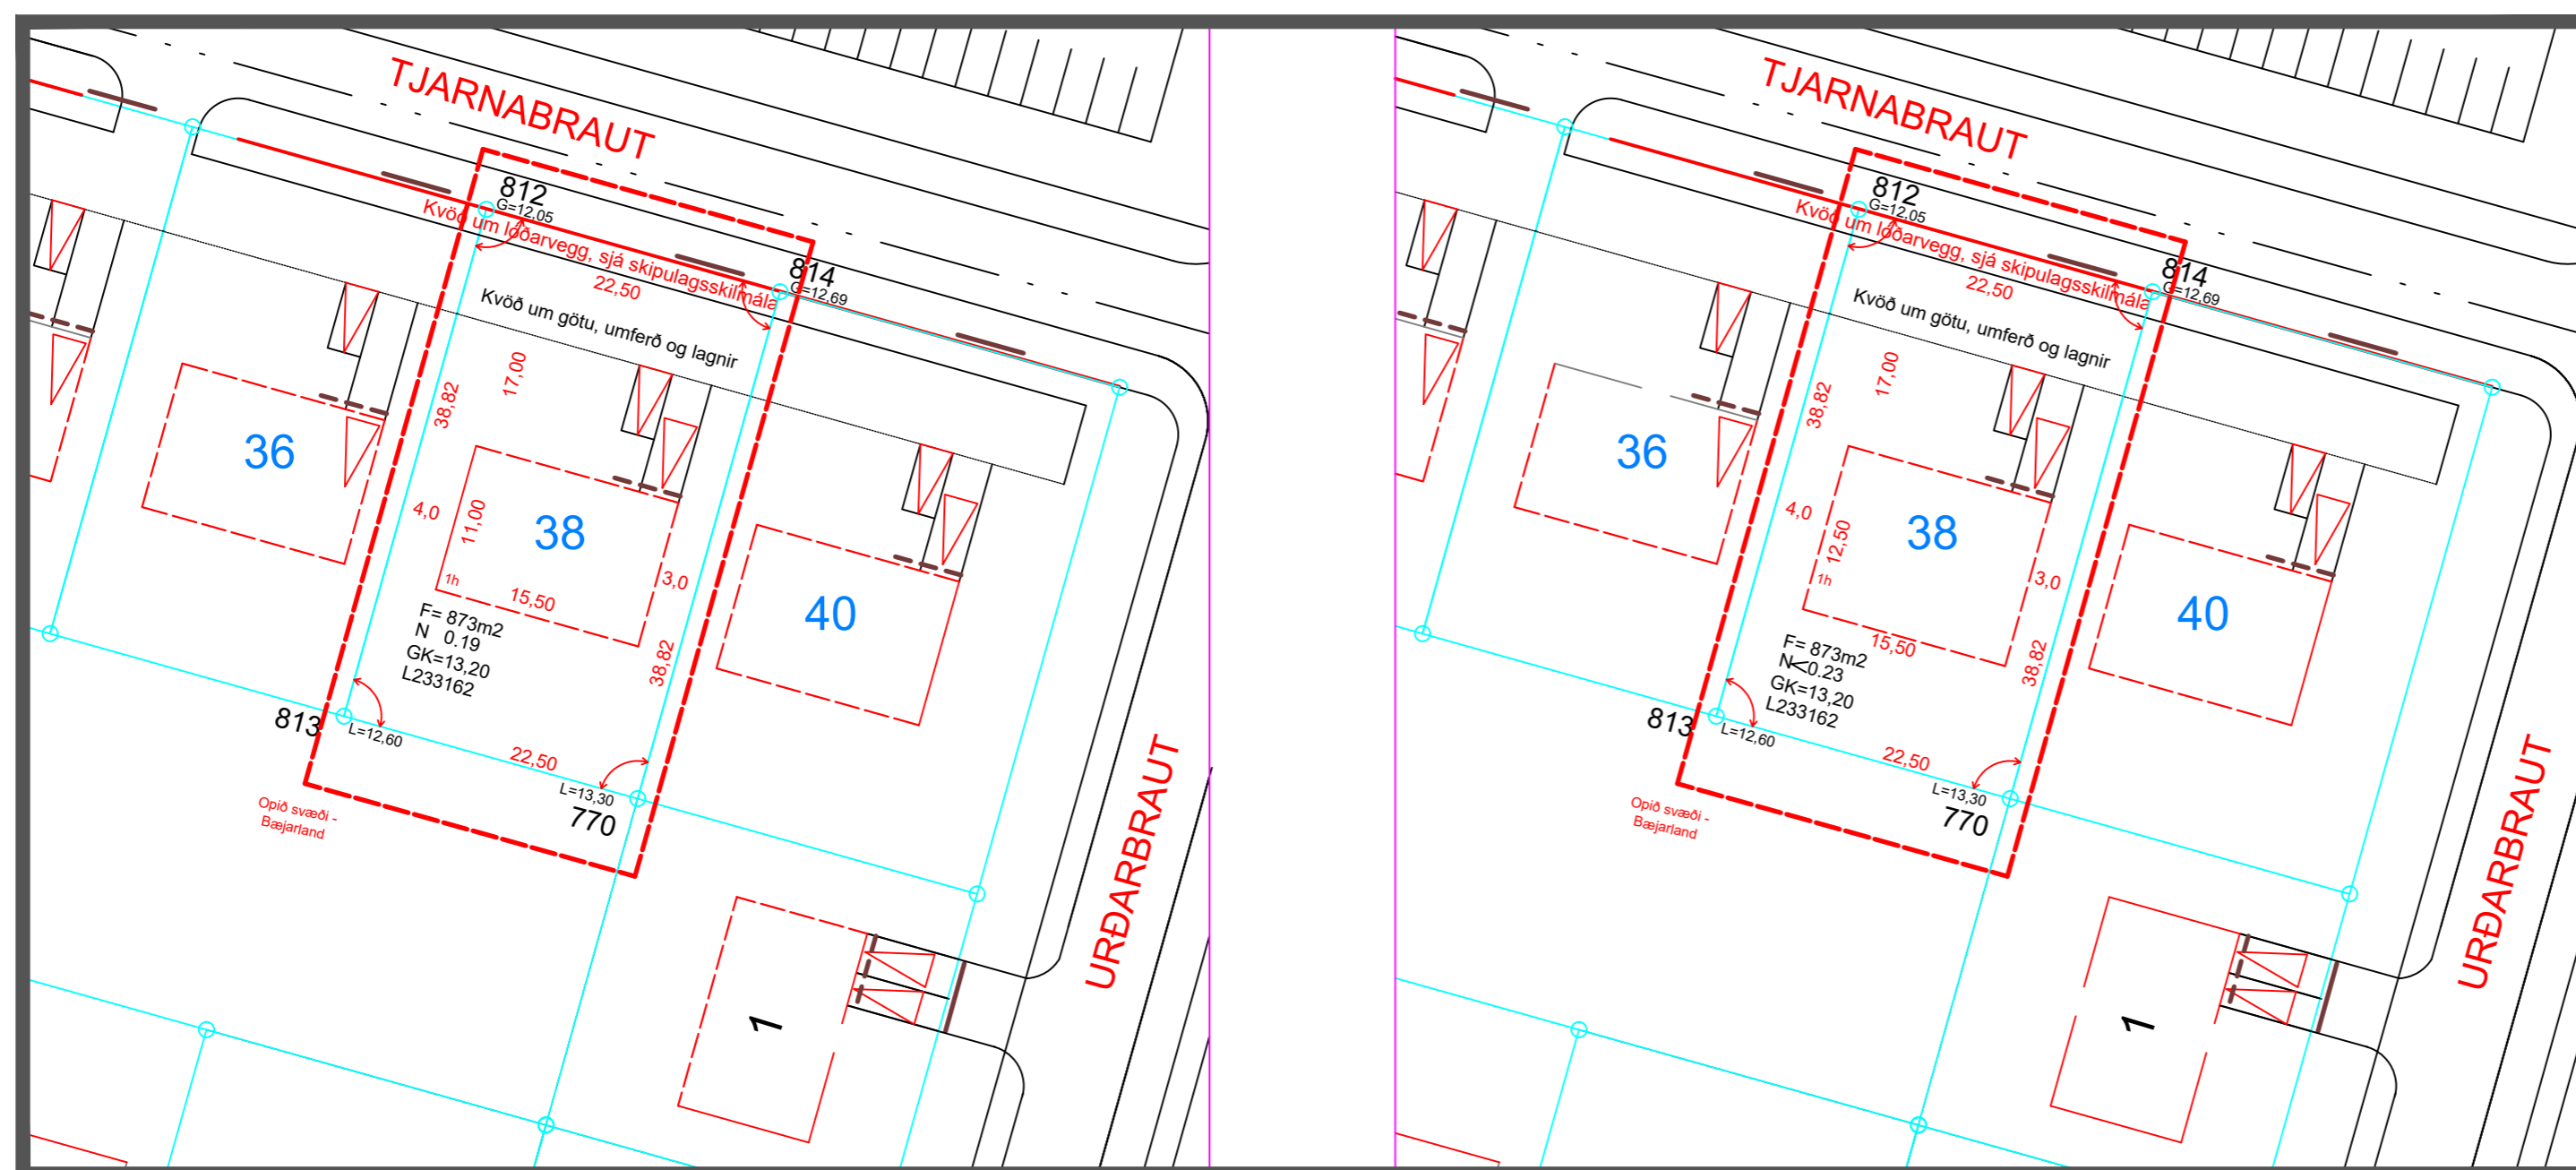 TJARNABRAUT
812
G=12,05
Kvöð um lóðarvegg, sjá skipulagsskilmála
814
G=12,69
22,50
Kvöð um götu, umferð og lagnir
17,00
38,82
36
4,0
11,00
38
1h
15,50
3,0
40
F= 873m2
N 0.19
GK=13,20
L233162
38,82
813
L=12,60
22,50
L=13,30
770
Opið svæði -
Bæjarland
URÐARBRAUT
1
TJARNABRAUT
812
G=12,05
Kvöð um lóðarvegg, sjá skipulagsskilmála
814
G=12,69
22,50
Kvöð um götu, umferð og lagnir
17,00
38,82
36
4,0
12,50
38
1h
15,50
3,0
40
F= 873m2
N<0.23
GK=13,20
L233162
38,82
813
L=12,60
22,50
L=13,30
770
Opið svæði -
Bæjarland
URÐARBRAUT
1